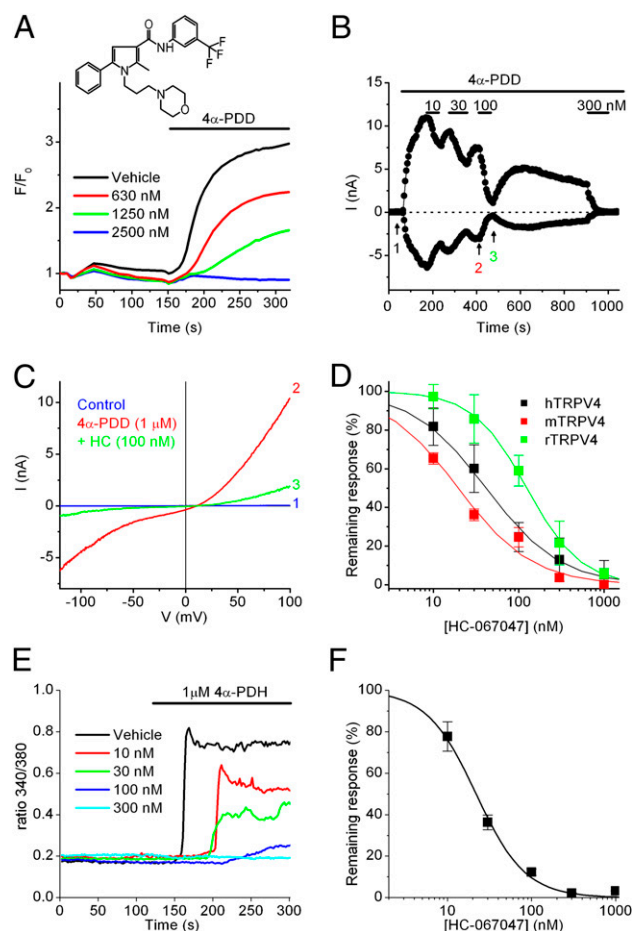 A
O
NH
F
F
F
N
N
O
4α-PDD
F/F0
3
2
1
Vehicle
630 nM
1250 nM
2500 nM
0 50 100 150 200 250 300
Time (s)
B
4α-PDD
10 30 100 300 nM
I (nA)
15
10
5
0
-5
1
2
3
0 200 400 600 800 1000
Time (s)
C
Control
4α-PDD (1 μM)
+ HC (100 nM)
2
3
1
I (nA)
10
5
0
-5
-100 -50 0 50 100
V (mV)
D
hTRPV4
mTRPV4
rTRPV4
Remaining response (%)
100
80
60
40
20
0
10 100 1000
[HC-067047] (nM)
E
1μM 4α-PDH
Vehicle
10 nM
30 nM
100 nM
300 nM
ratio 340/380
1.0
0.8
0.6
0.4
0.2
0.0
0 50 100 150 200 250 300
Time (s)
F
Remaining response (%)
100
80
60
40
20
0
10 100 1000
[HC-067047] (nM)